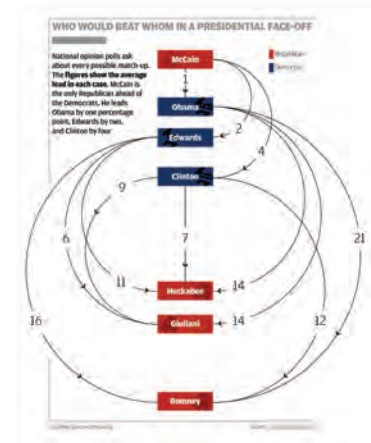 WHO WOULD BEAT WHOM IN A PRESIDENTIAL FACE-OFF
National opinion polls ask
about every possible match-up.
The figures show the average
lead in each case. McCain is
the only Republican ahead of
the Democrats. He leads
Obama by one percentage
point, Edwards by two,
and Clinton by four
McCain
Republican
Democratic
1
Obama
2
Edwards
4
Clinton
9
6
7
21
11
Huckabee
14
16
Giuliani
14
12
Romney